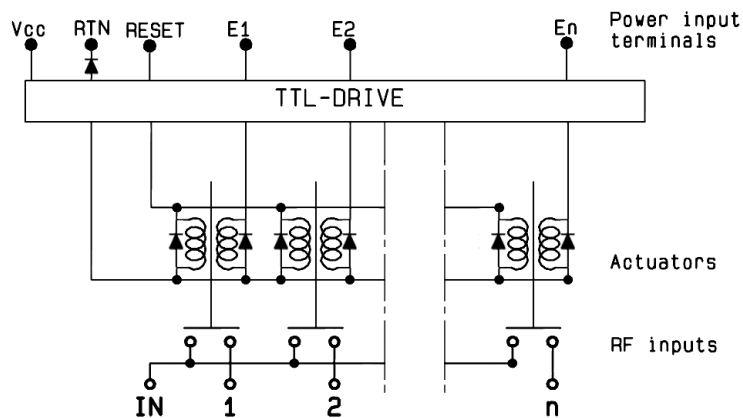 Vcc RTN RESET E1 E2 En Power input
terminals
TTL-DRIVE
Actuators
RF inputs
IN 1 2 n